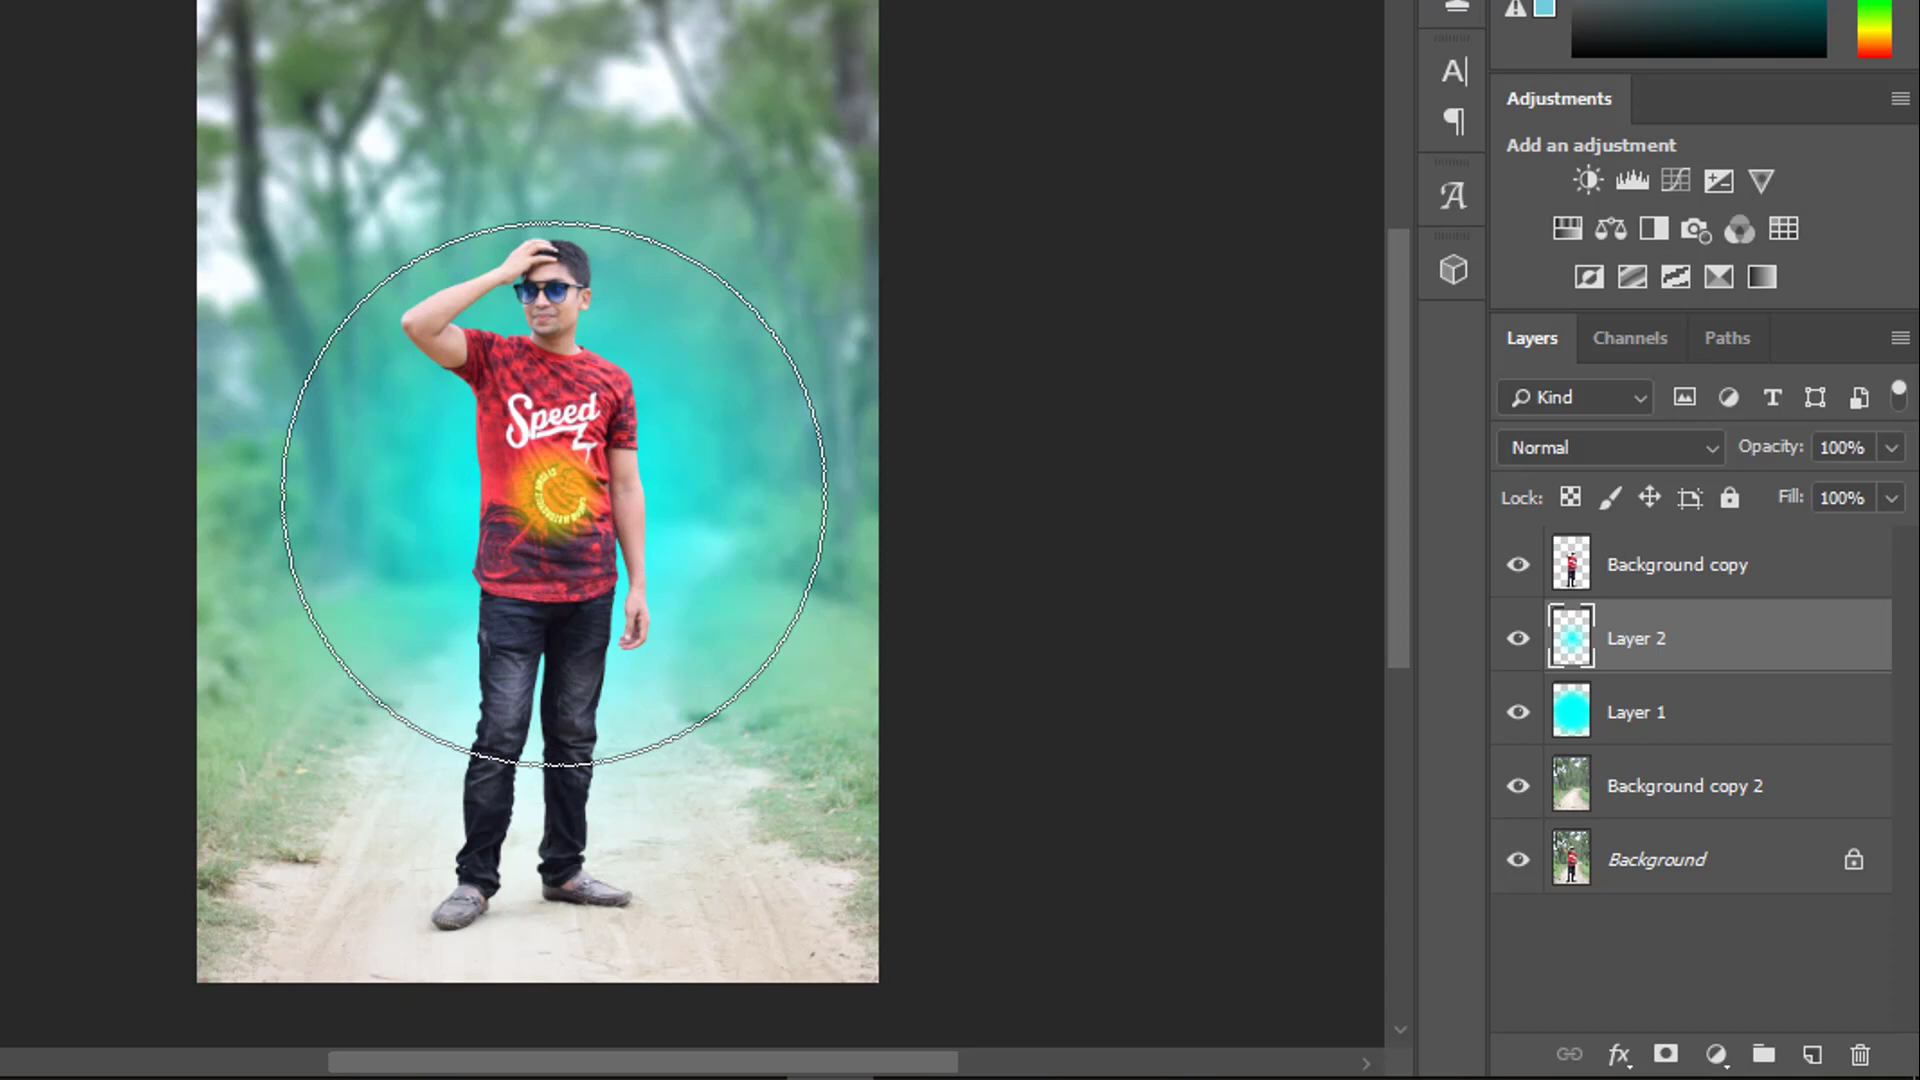 Adjustments
Add an adjustment
Layers Channels Paths
Kind
Normal Opacity: 100%
Lock: Fill: 100%
Background copy
Layer 2
Layer 1
Background copy 2
Background
fx
Speed